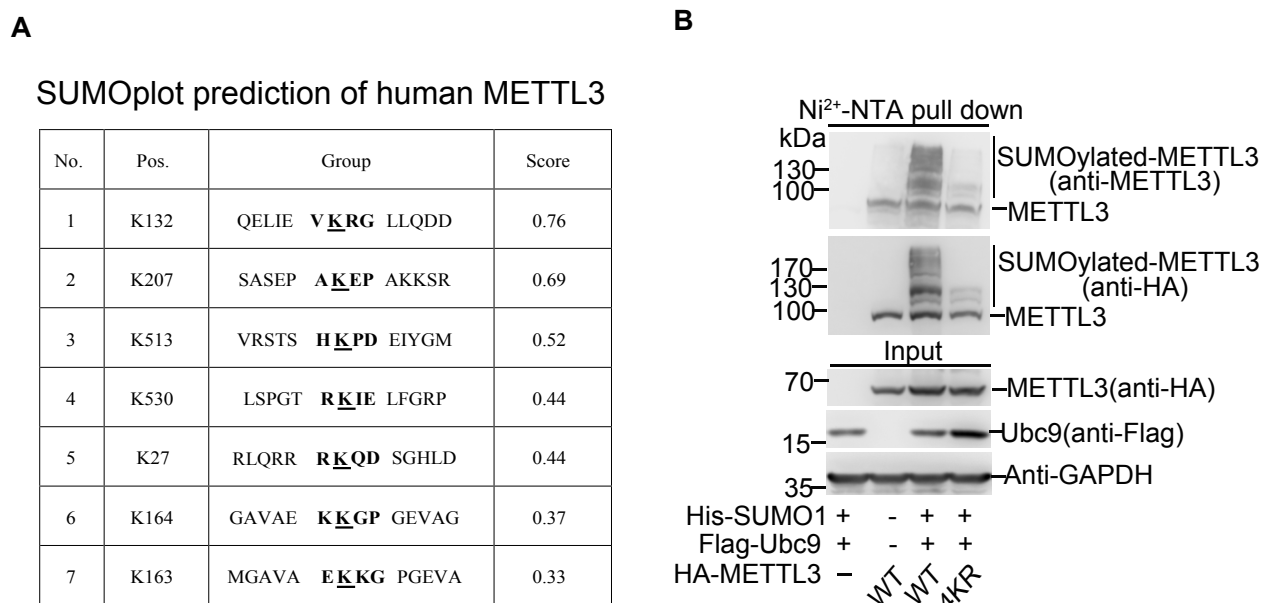 A
SUMOplot prediction of human METTL3
No. Pos. Group Score
1 K132 QELIE VKRG LLQDD 0.76
2 K207 SASEP AKEP AKKSR 0.69
3 K513 VRSTS HKPD EIYGM 0.52
4 K530 LSPGT RKIE LFGRP 0.44
5 K27 RLQRR RKQD SGHLD 0.44
6 K164 GAVAE KKGP GEVAG 0.37
7 K163 MGAVA EKKG PGEVA 0.33
B
Ni²⁺-NTA pull down
kDa
130
100
SUMOylated-METTL3
(anti-METTL3)
METTL3
170
130
100
SUMOylated-METTL3
(anti-HA)
METTL3
Input
70 METTL3(anti-HA)
15 Ubc9(anti-Flag)
35 Anti-GAPDH
His-SUMO1 + - + +
Flag-Ubc9 + - + +
HA-METTL3 – WT WT 4KR